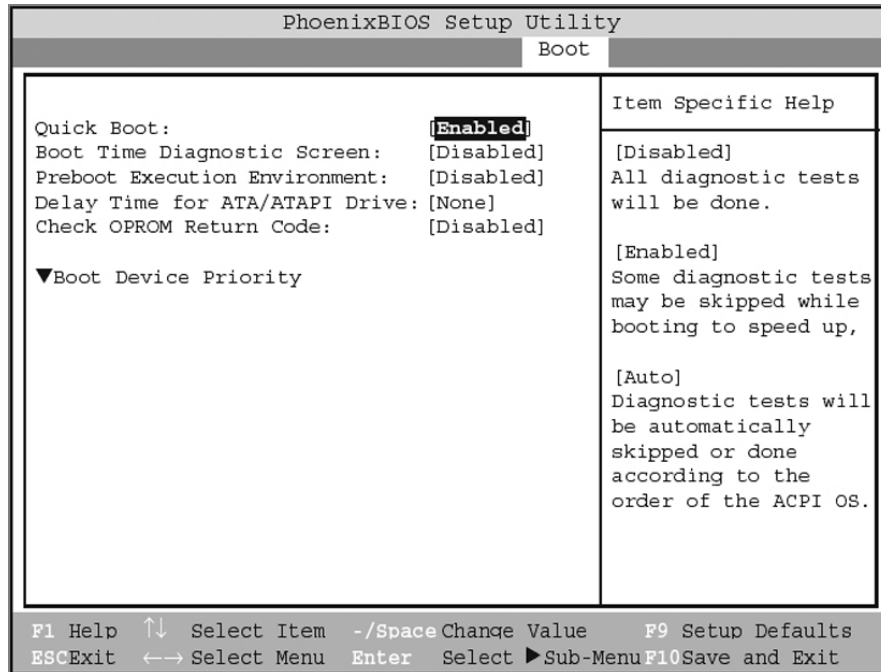 PhoenixBIOS Setup Utility
Boot
Quick Boot: [Enabled]
Boot Time Diagnostic Screen: [Disabled]
Preboot Execution Environment: [Disabled]
Delay Time for ATA/ATAPI Drive: [None]
Check OPROM Return Code: [Disabled]
▼Boot Device Priority
Item Specific Help
[Disabled]
All diagnostic tests
will be done.
[Enabled]
Some diagnostic tests
may be skipped while
booting to speed up,
[Auto]
Diagnostic tests will
be automatically
skipped or done
according to the
order of the ACPI OS.
F1 Help ↑↓ Select Item -/Space Change Value F9 Setup Defaults
ESC Exit ←→ Select Menu Enter Select ▶Sub-Menu F10 Save and Exit